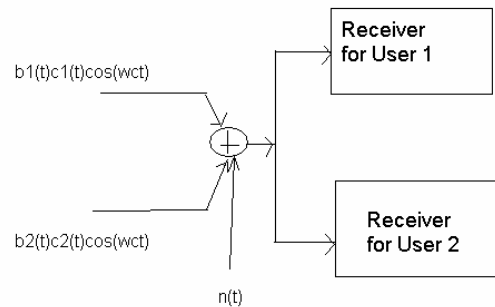 Receiver
for User 1
b1(t)c1(t)cos(wct)
+
b2(t)c2(t)cos(wct)
Receiver
for User 2
n(t)